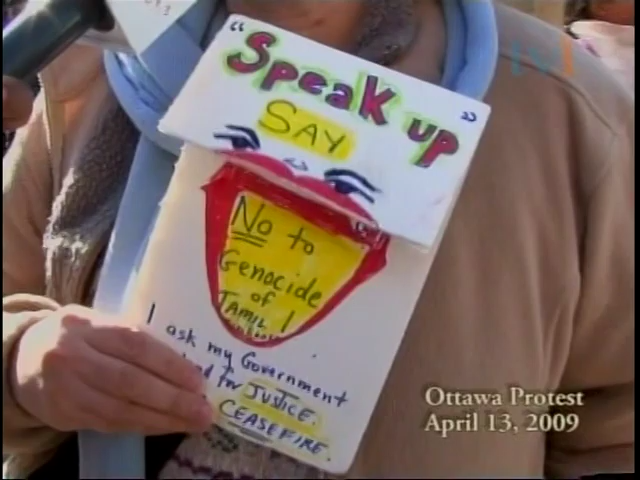 "Speak up"
SAY
No to
Genocide
of
TAMIL
I ask my Government
for JUSTICE.
CEASEFIRE.
Ottawa Protest
April 13, 2009